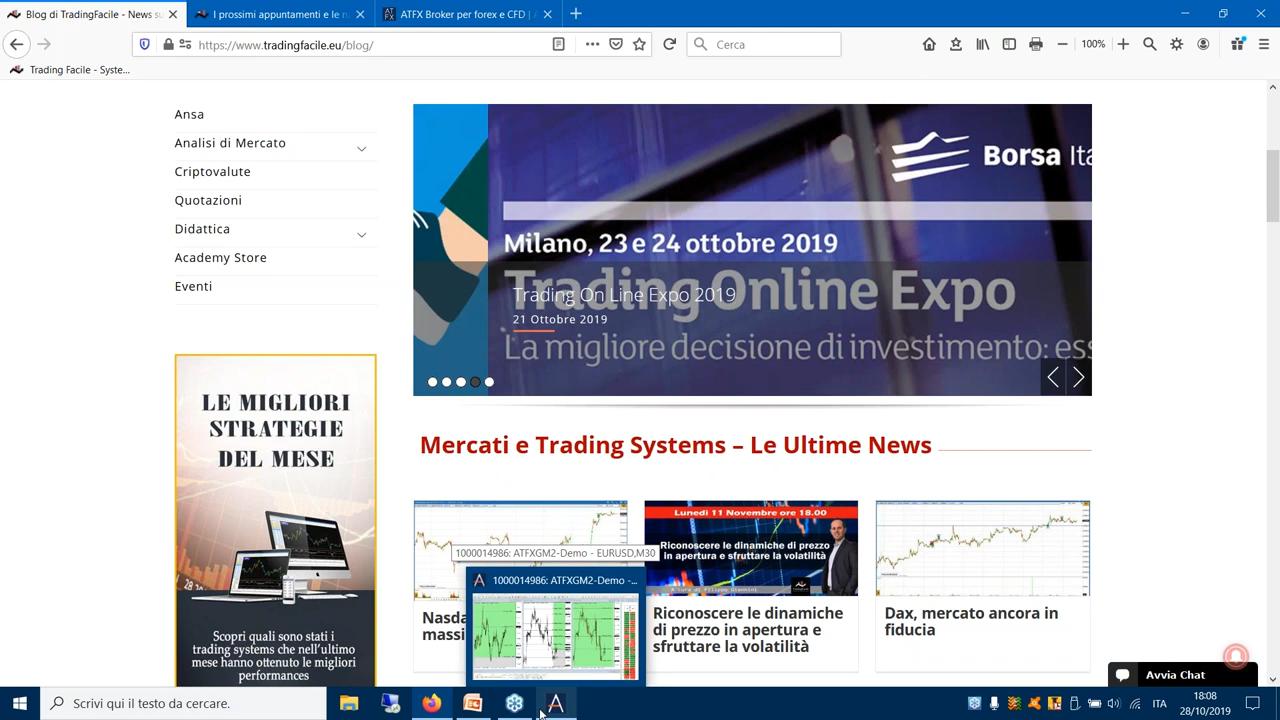 Blog di TradingFacile - News su
I prossimi appuntamenti e le n
ATFX Broker per forex e CFD | A
https://www.tradingfacile.eu/blog/
Cerca
100%
Trading Facile - Syste...
Ansa
Analisi di Mercato
Criptovalute
Quotazioni
Didattica
Academy Store
Eventi
LE MIGLIORI
STRATEGIE
DEL MESE
Scopri quali sono stati i
trading systems che nell'ultimo
mese hanno ottenuto le migliori
performances
Borsa Ita
Milano, 23 e 24 ottobre 2019
Trading Online Expo
Trading On Line Expo 2019
21 Ottobre 2019
La migliore decisione di investimento: ess
Mercati e Trading Systems – Le Ultime News
Lunedì 11 Novembre ore 18.00
Riconoscere le dinamiche di prezzo
in apertura e sfruttare la volatilità
A cura di Filippo Giannini
Nasda
massi
Riconoscere le dinamiche
di prezzo in apertura e
sfruttare la volatilità
Dax, mercato ancora in
fiducia
1000014986: ATFXGM2-Demo - EURUSD,M30
1000014986: ATFXGM2-Demo -...
Avvia Chat
Scrivi qui il testo da cercare.
ITA
18:08
28/10/2019